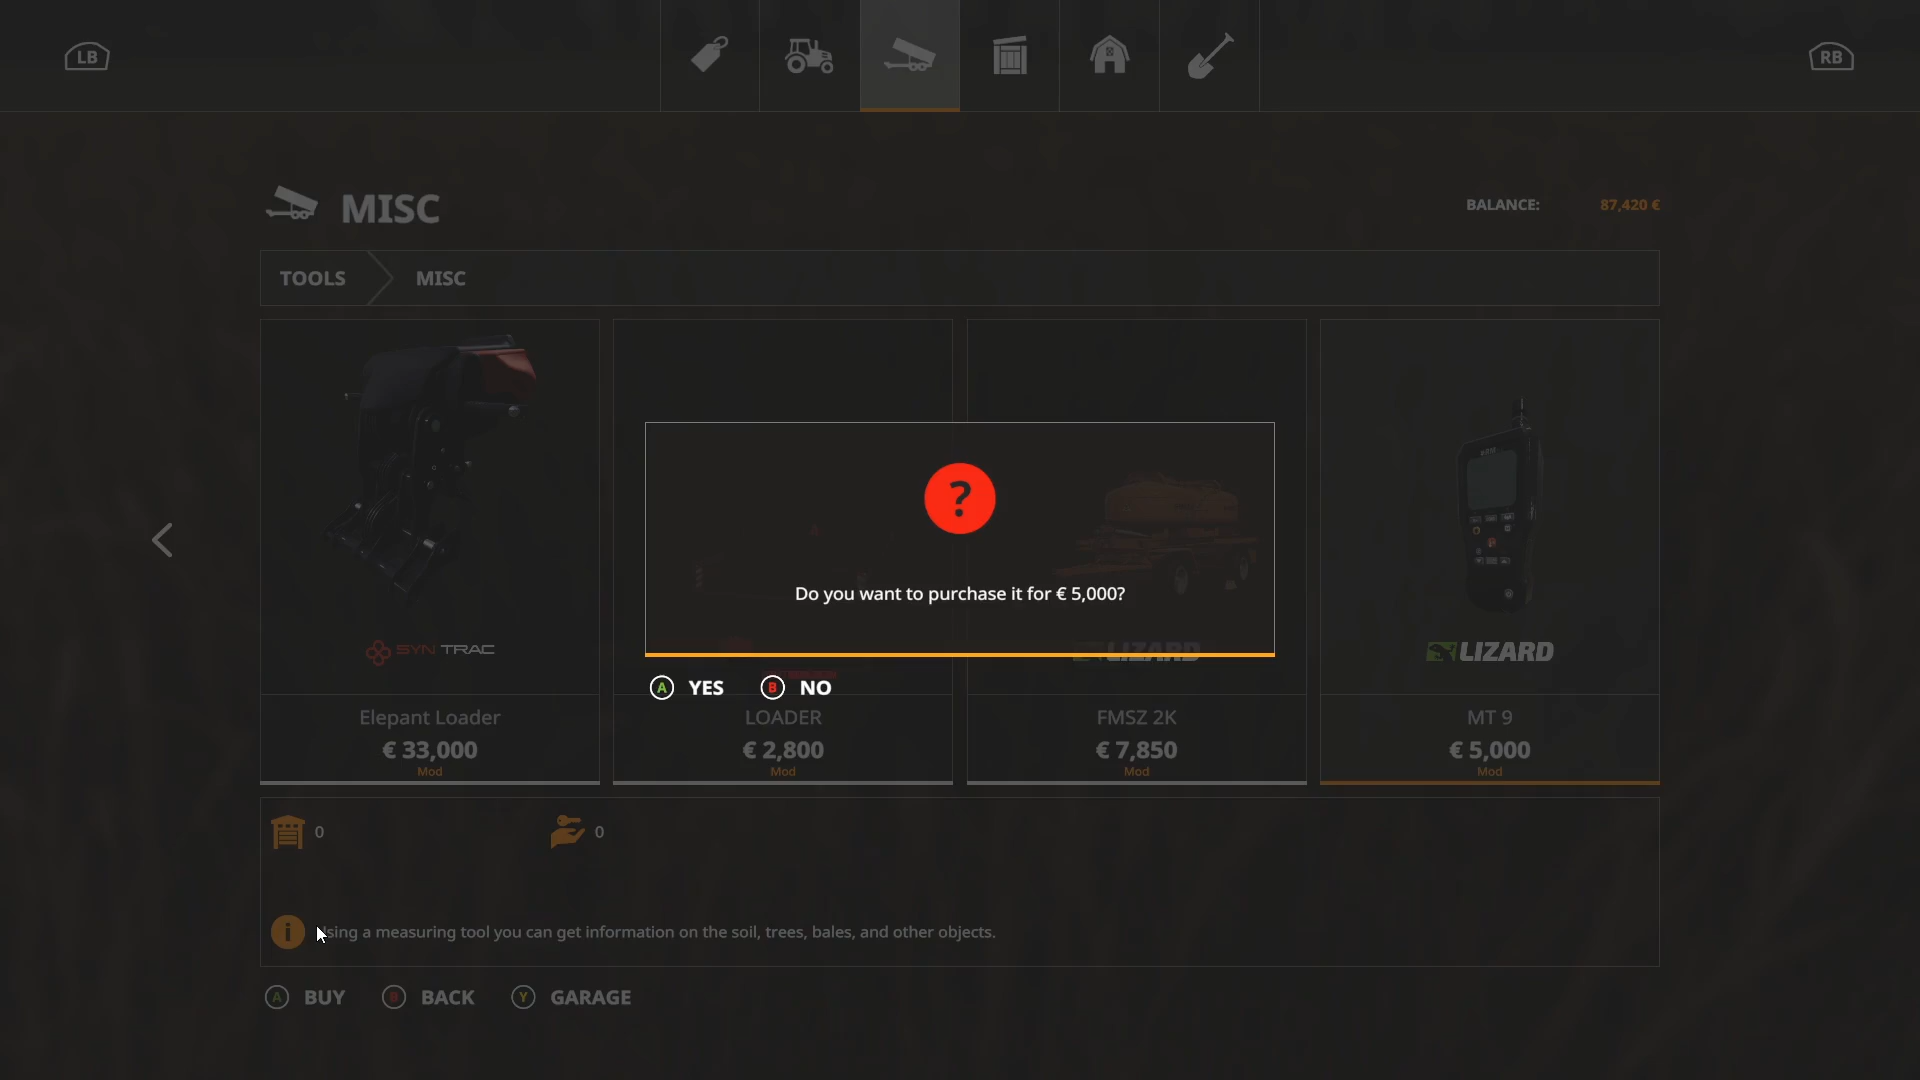 LB
RB
MISC
BALANCE: 87,420 €
TOOLS MISC
SYN TRAC
LIZARD
LIZARD
?
Do you want to purchase it for € 5,000?
A YES B NO
Elepant Loader
€ 33,000
Mod
LOADER
€ 2,800
Mod
FMSZ 2K
€ 7,850
Mod
MT 9
€ 5,000
Mod
0 0
i sing a measuring tool you can get information on the soil, trees, bales, and other objects.
A BUY B BACK Y GARAGE